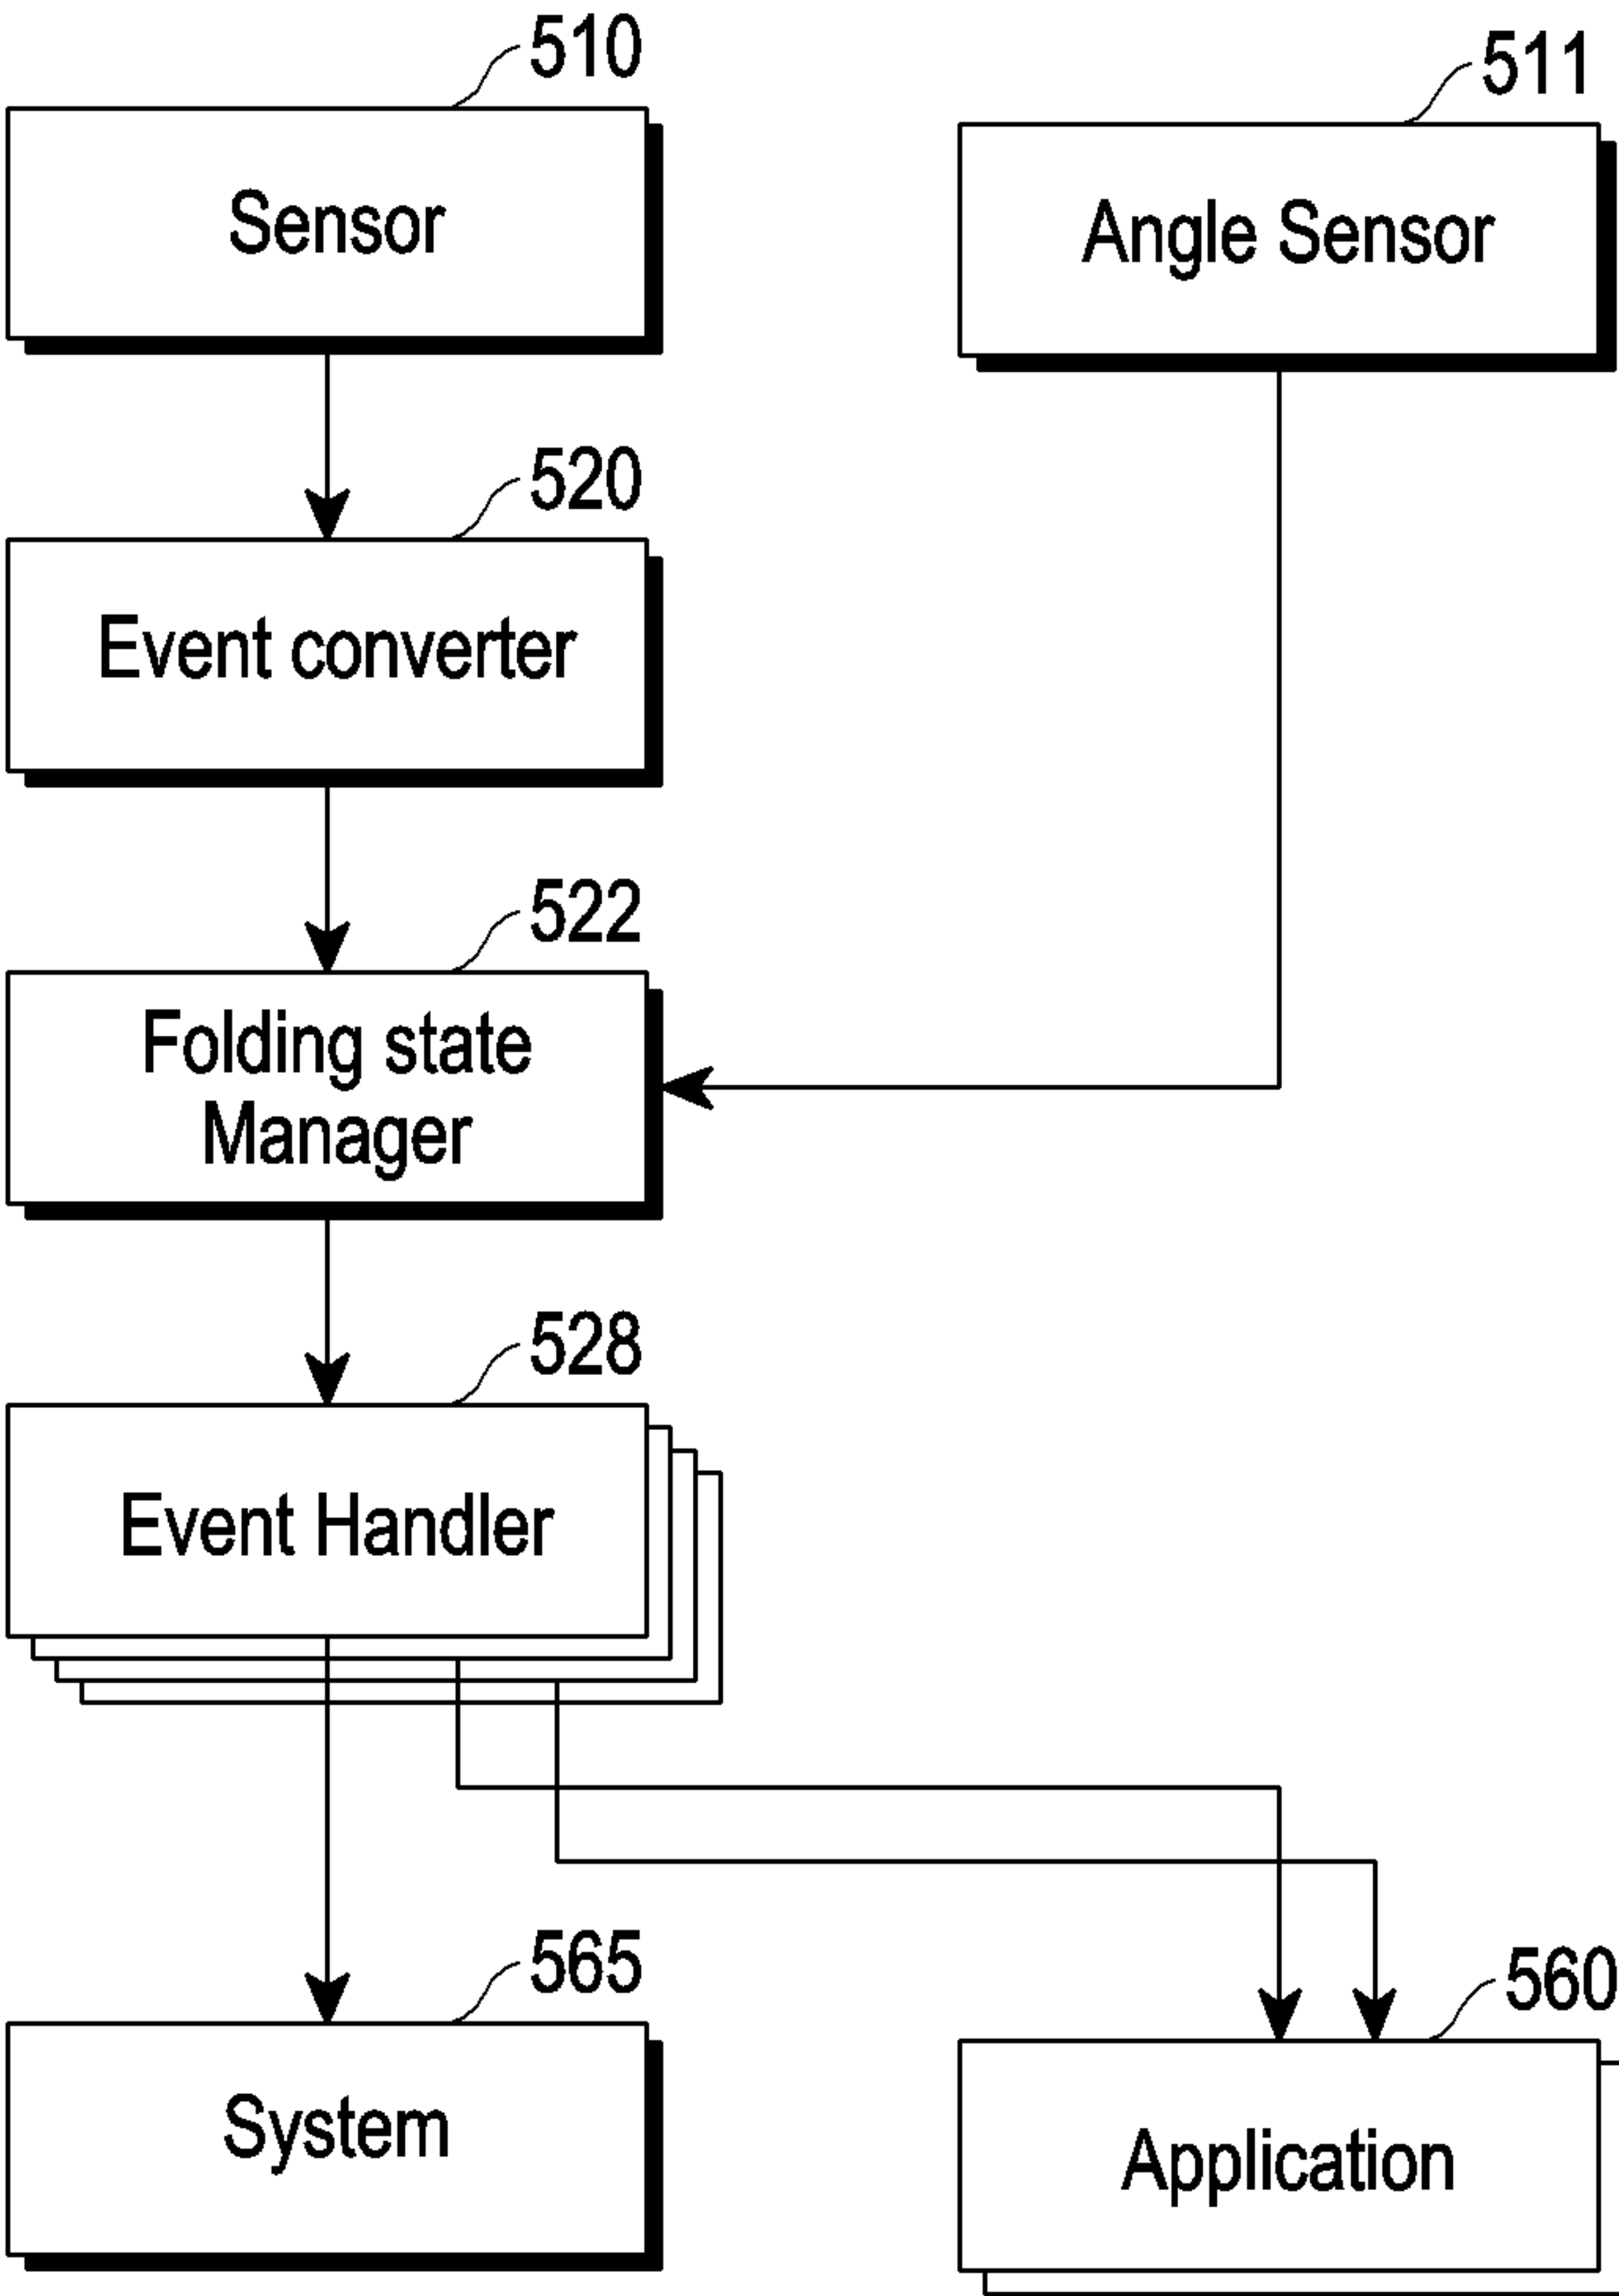 510
511
Sensor
Angle Sensor
520
Event converter
522
Folding state
Manager
528
Event Handler
565
560
System
Application